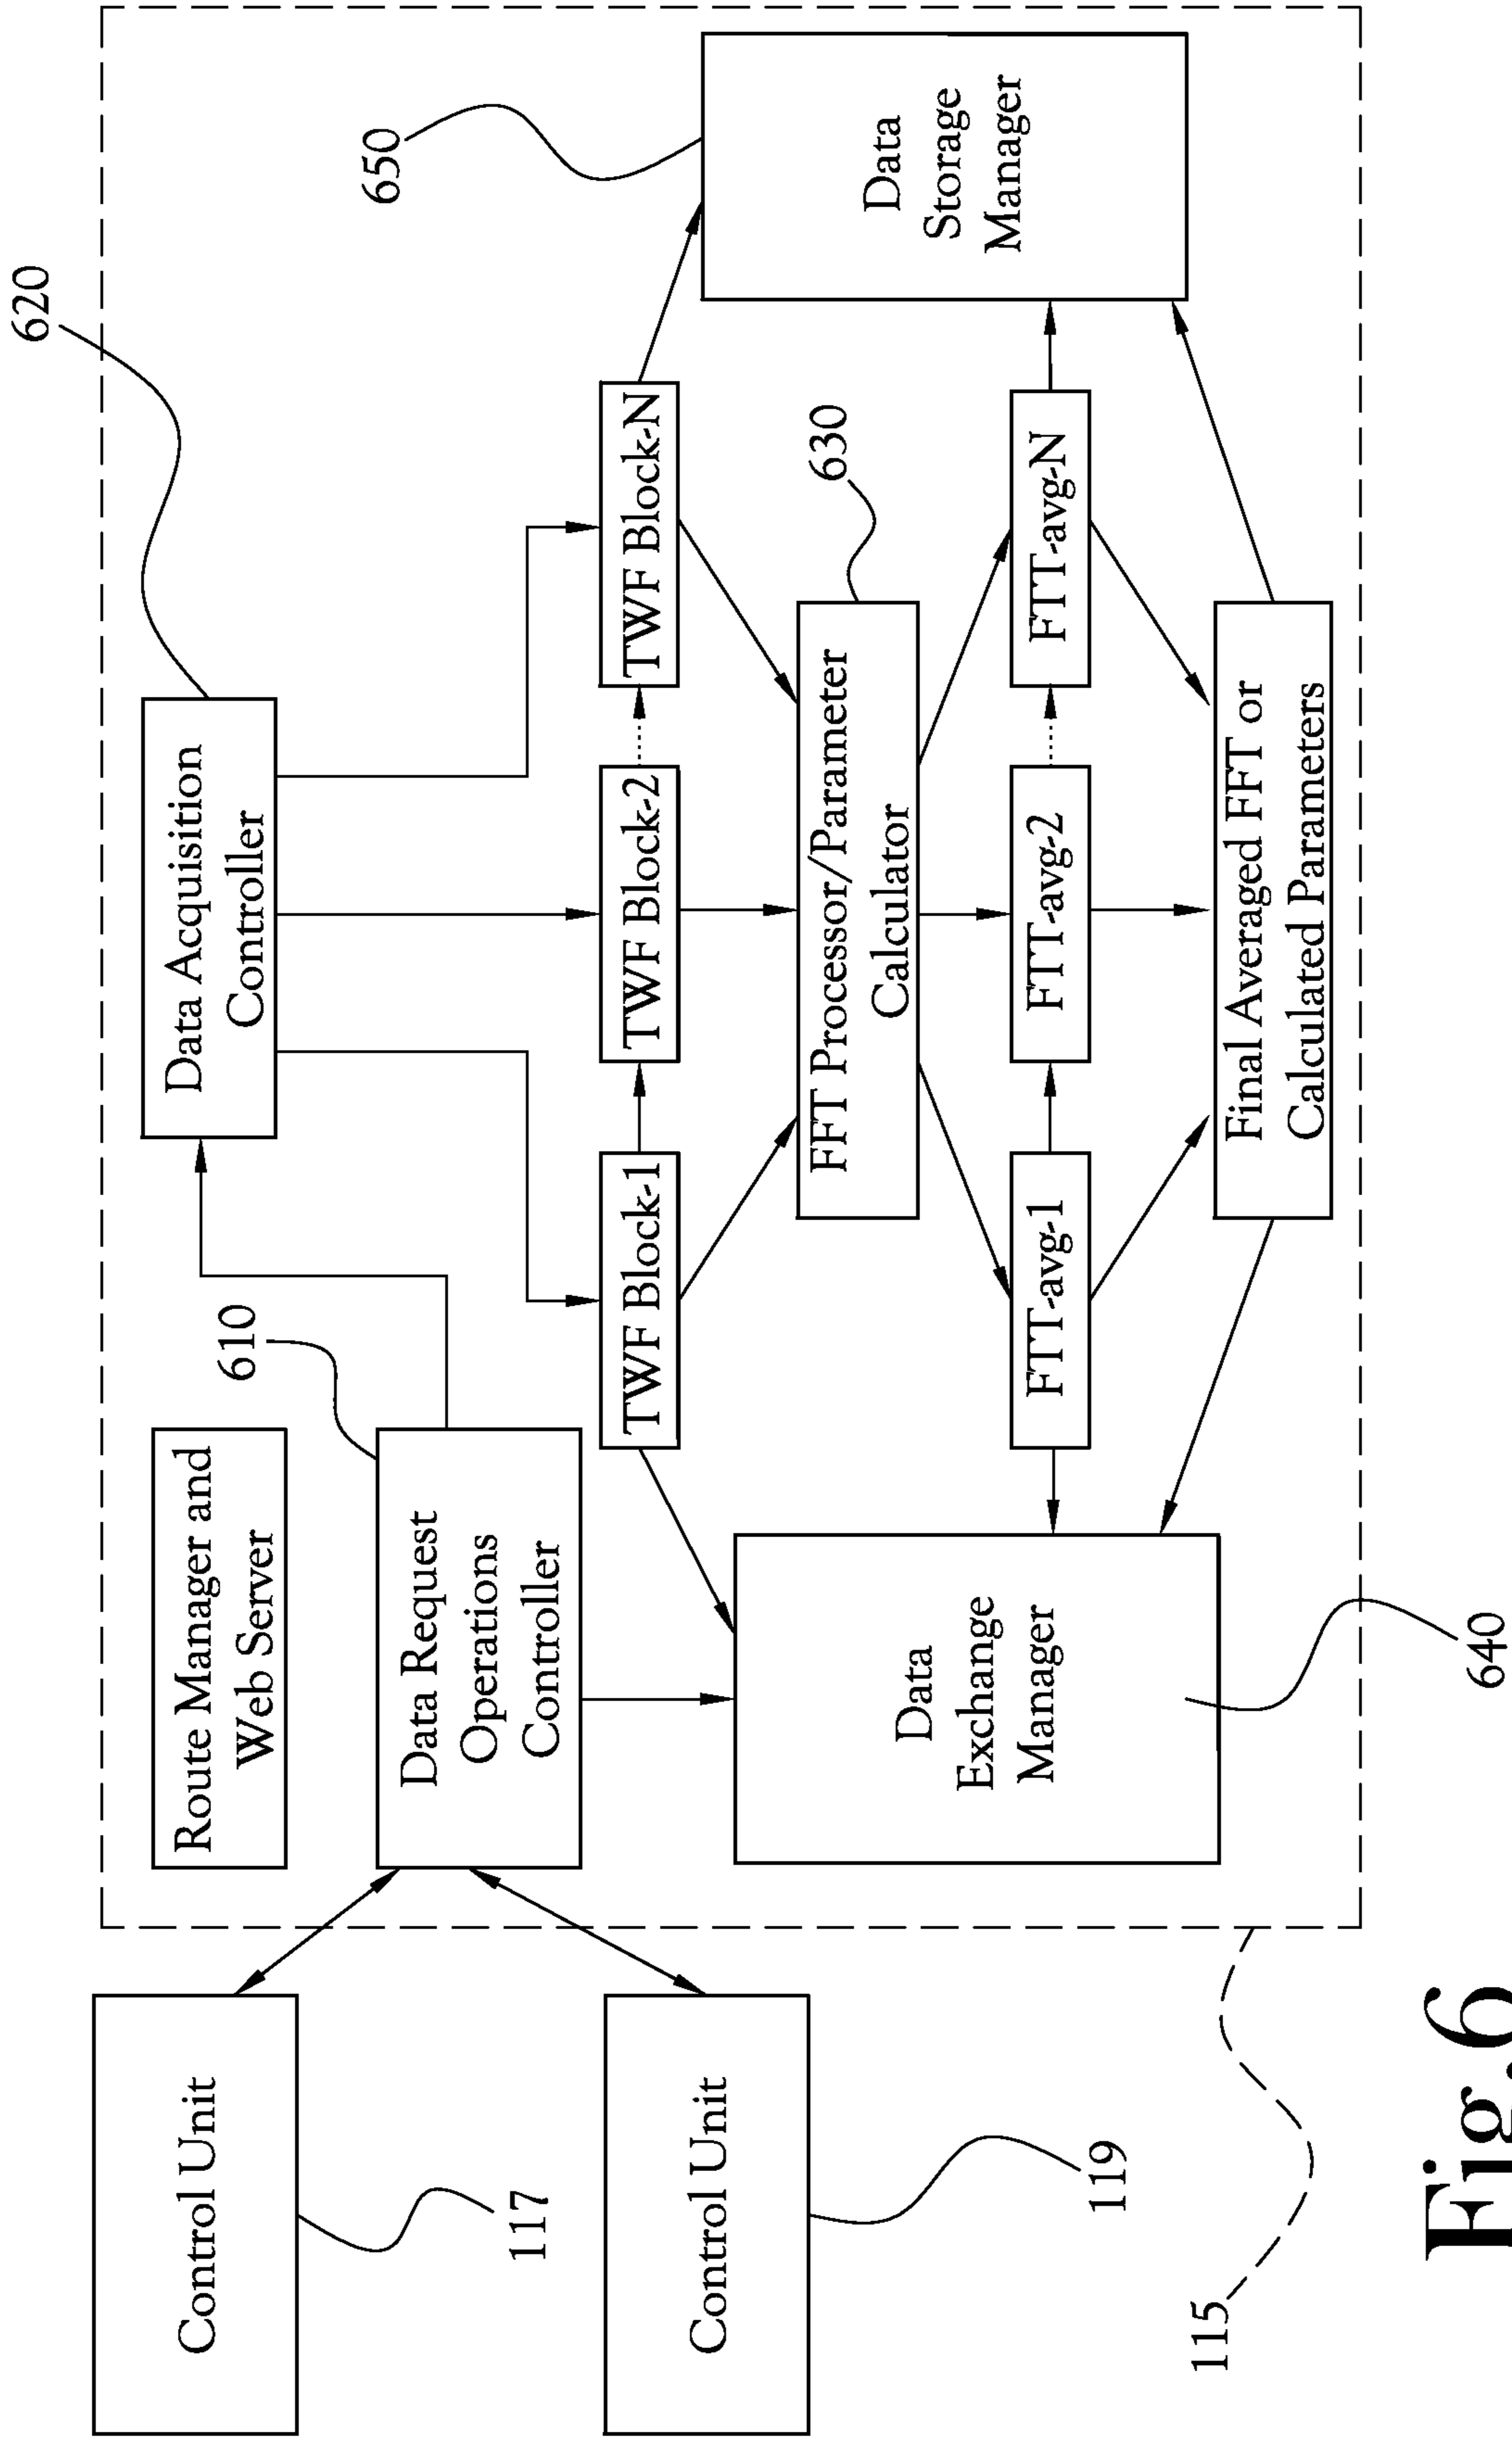 620
650
Data Acquisition
Controller
Route Manager and
Web Server
610
Control Unit
117
Data Request
Operations
Controller
TWF Block-1
TWF Block-2
TWF Block-N
Data
Storage
Manager
Control Unit
119
FFT Processor/Parameter
Calculator
630
Data
Exchange
Manager
FTT-avg-1
FTT-avg-2
FTT-avg-N
Final Averaged FFT or
Calculated Parameters
115
640
Fig.6